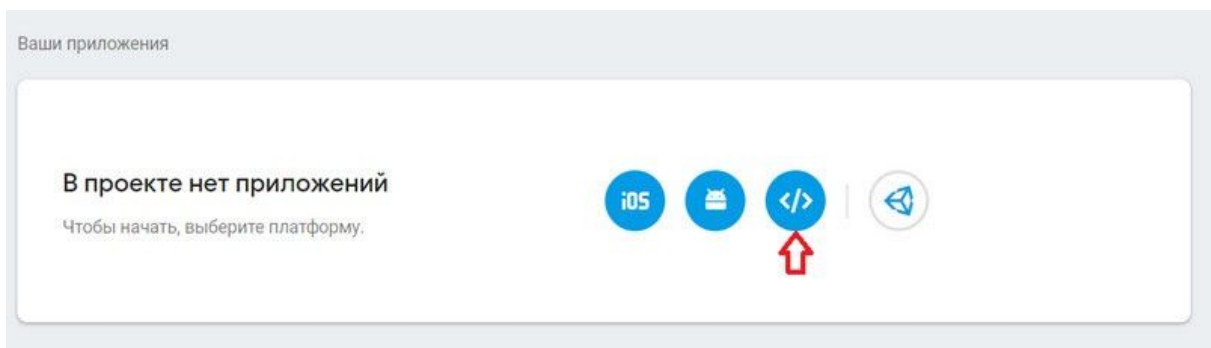 Ваши приложения
В проекте нет приложений
Чтобы начать, выберите платформу.
iOS
</>